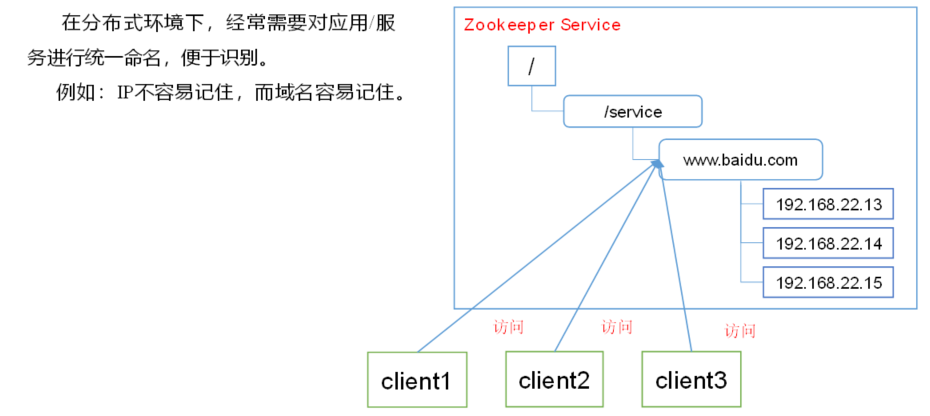 在分布式环境下，经常需要对应用/服
务进行统一命名，便于识别。
例如：IP不容易记住，而域名容易记住。
Zookeeper Service
/
/service
www.baidu.com
192.168.22.13
192.168.22.14
192.168.22.15
访问
访问
访问
client1
client2
client3